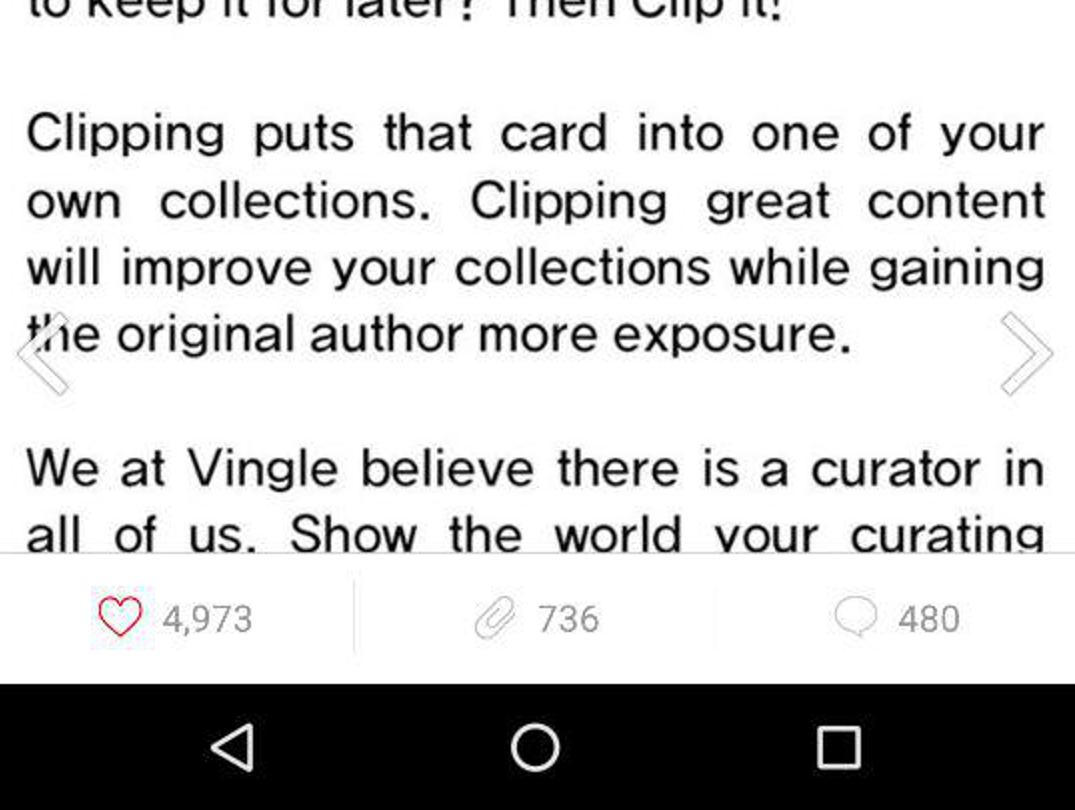 to keep it for later? Then Clip it!
Clipping puts that card into one of your
own collections. Clipping great content
will improve your collections while gaining
the original author more exposure.
We at Vingle believe there is a curator in
all of us. Show the world your curating
4,973 736 480